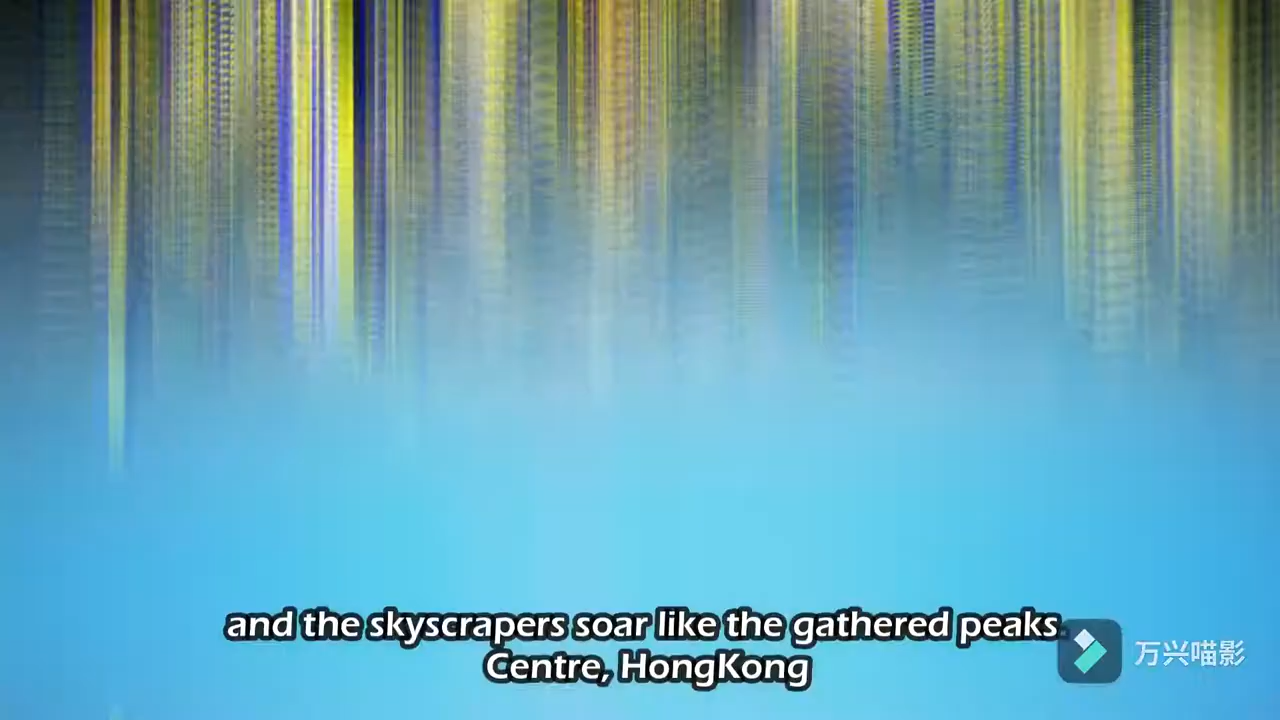 and the skyscrapers soar like the gathered peaks
Centre, HongKong
万兴喵影